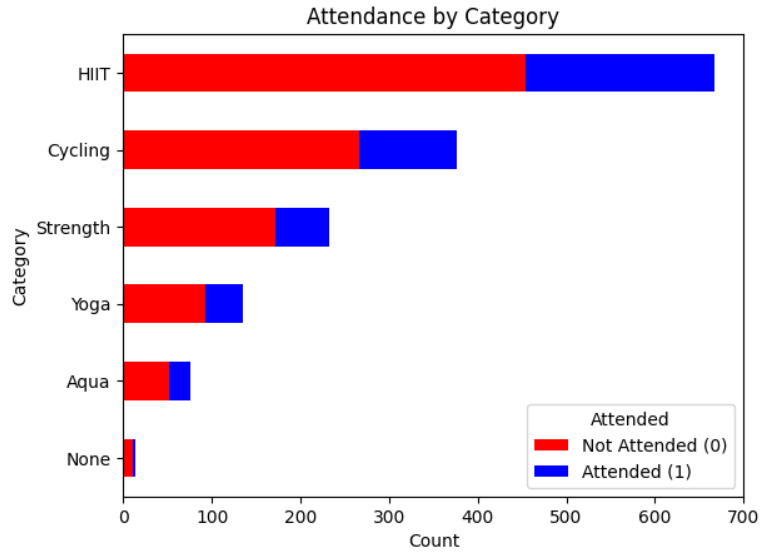 Attendance by Category
HIIT
Cycling
Strength
Yoga
Aqua
None
Category
0 100 200 300 400 500 600 700
Count
Attended
Not Attended (0)
Attended (1)